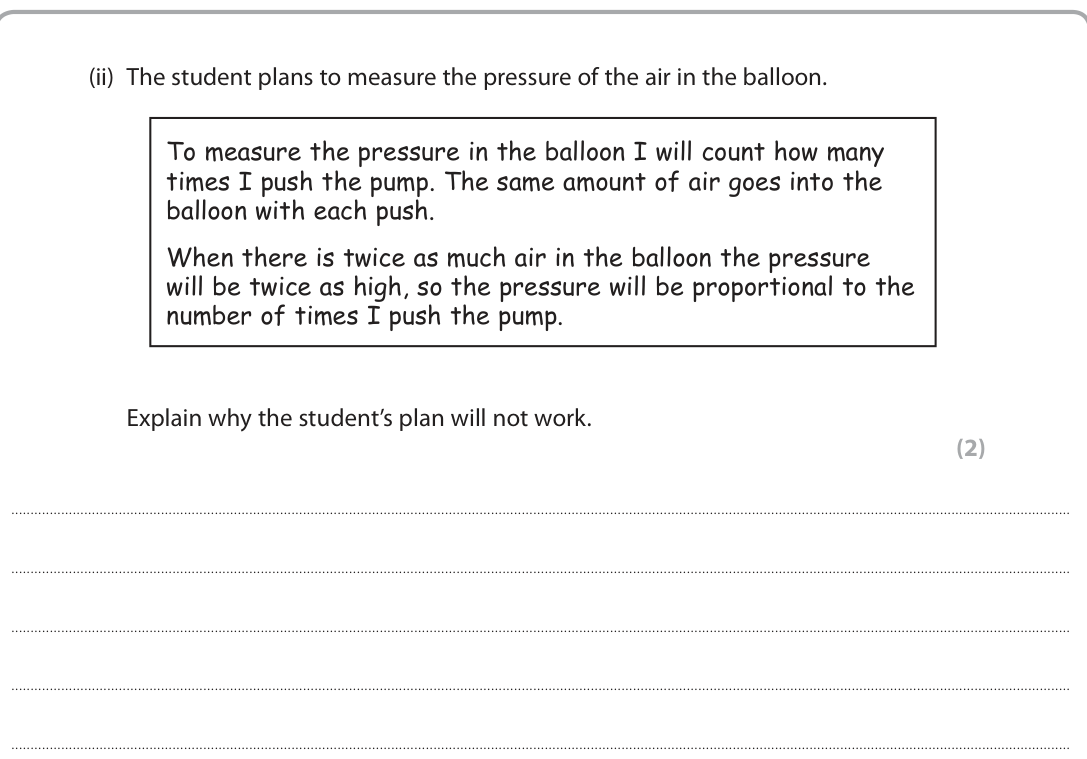 (ii) The student plans to measure the pressure of the air in the balloon.
To measure the pressure in the balloon I will count how many
times I push the pump. The same amount of air goes into the
balloon with each push.
When there is twice as much air in the balloon the pressure
will be twice as high, so the pressure will be proportional to the
number of times I push the pump.
Explain why the student’s plan will not work.
(2)